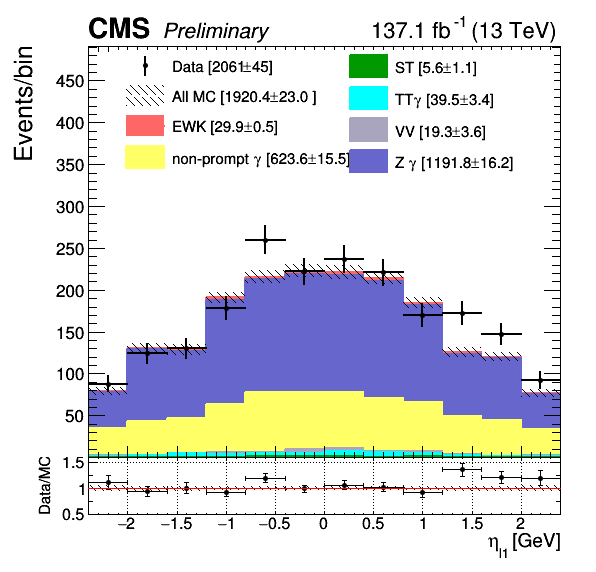 CMS Preliminary 137.1 fb⁻¹ (13 TeV)
Events/bin
Data [2061±45]
All MC [1920.4±23.0 ]
EWK [29.9±0.5]
non-prompt γ [623.6±15.5]
ST [5.6±1.1]
TTγ [39.5±3.4]
VV [19.3±3.6]
Z γ [1191.8±16.2]
450
400
350
300
250
200
150
100
50
Data/MC
1.5
1
0.5
−2 −1.5 −1 −0.5 0 0.5 1 1.5 2
η_l1 [GeV]